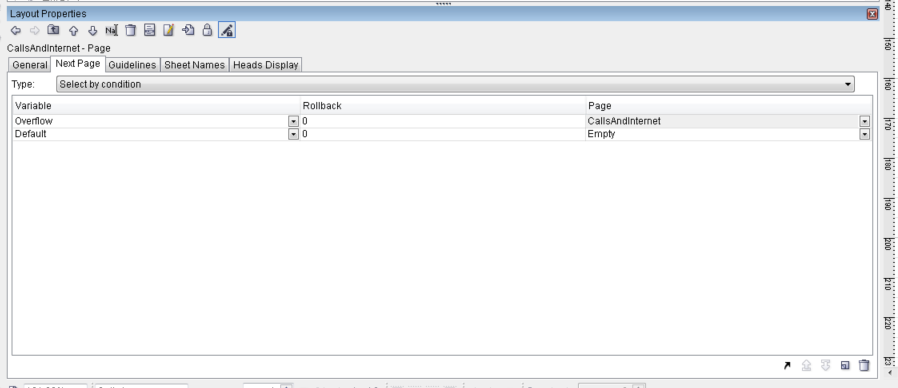 Layout Properties
CallsAndInternet - Page
General Next Page Guidelines Sheet Names Heads Display
Type: Select by condition
Variable Rollback Page
Overflow 0 CallsAndInternet
Default 0 Empty
150
160
170
180
190
200
210
220